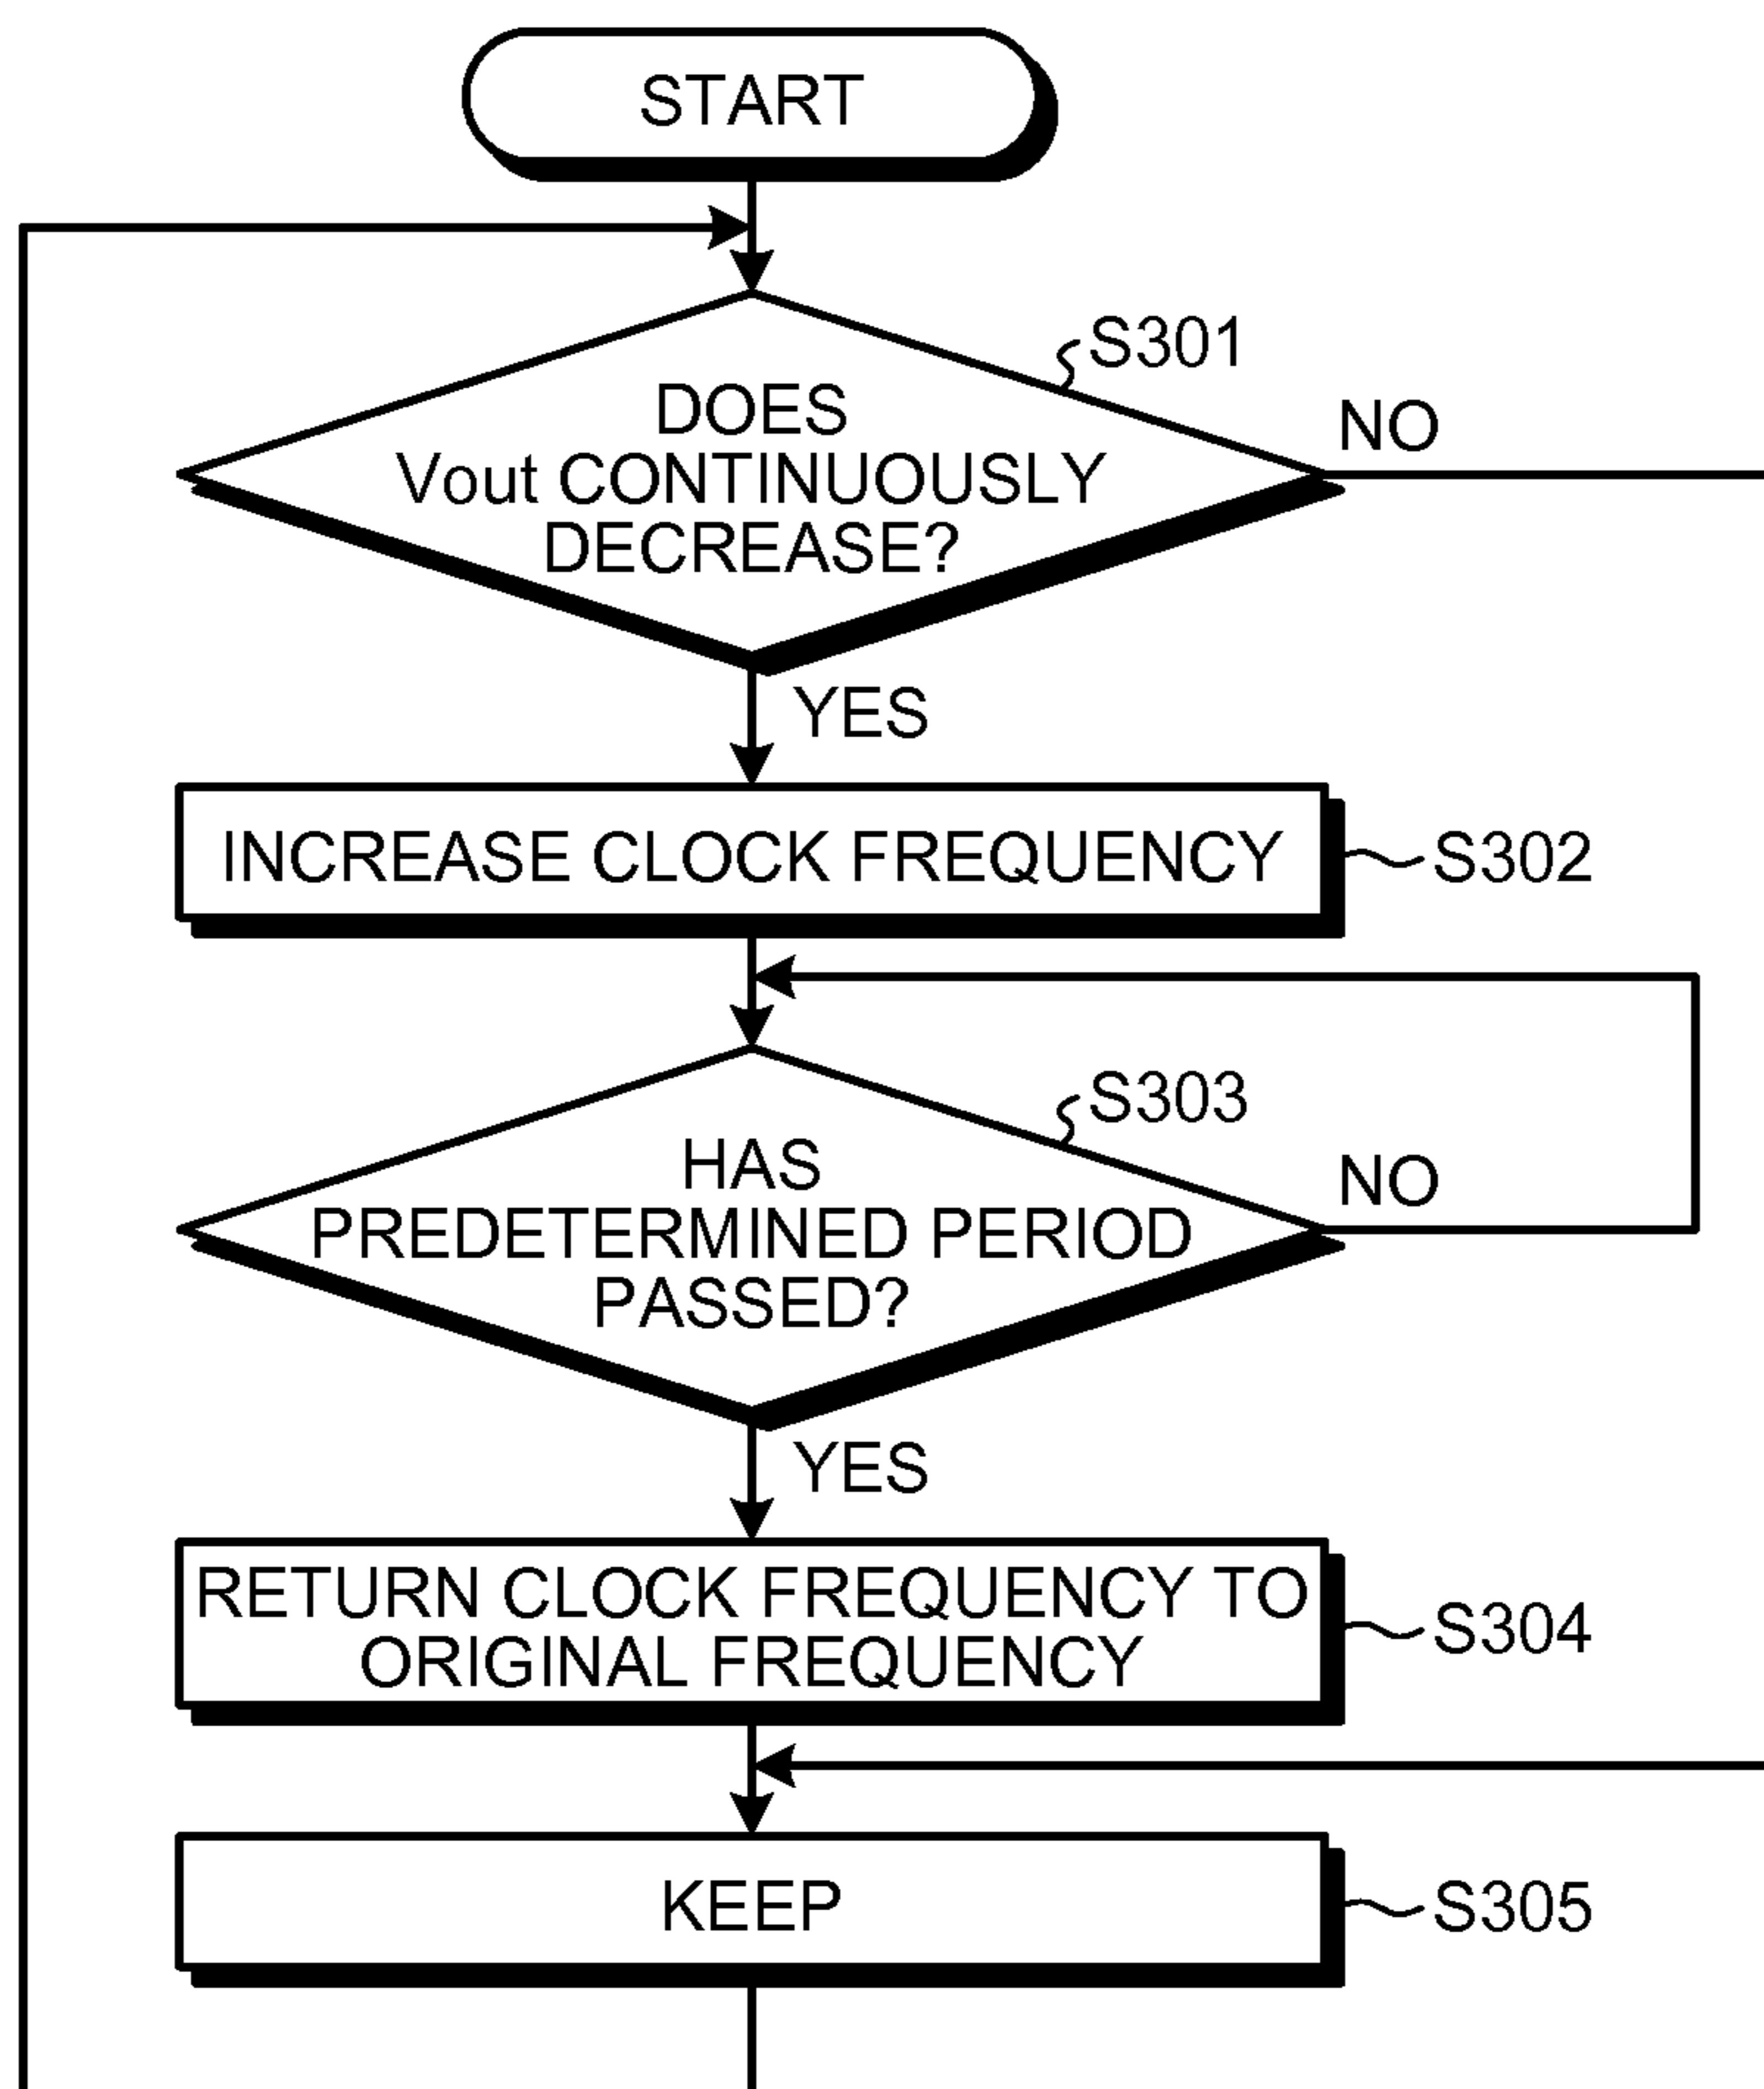 START
S301
DOES
Vout CONTINUOUSLY
DECREASE?
NO
YES
INCREASE CLOCK FREQUENCY
S302
S303
HAS
PREDETERMINED PERIOD
PASSED?
NO
YES
RETURN CLOCK FREQUENCY TO
ORIGINAL FREQUENCY
S304
KEEP
S305